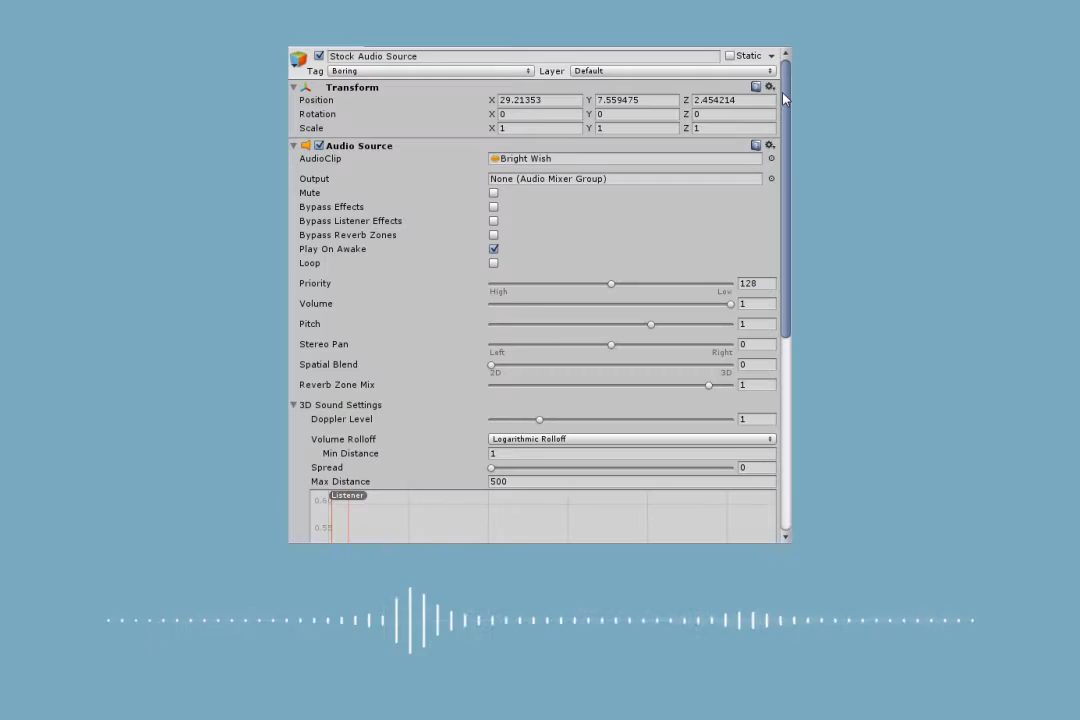 Stock Audio Source Static
Tag Boring Layer Default
Transform
Position X 29.21353 Y 7.559475 Z 2.454214
Rotation X 0 Y 0 Z 0
Scale X 1 Y 1 Z 1
Audio Source
AudioClip Bright Wish
Output None (Audio Mixer Group)
Mute
Bypass Effects
Bypass Listener Effects
Bypass Reverb Zones
Play On Awake
Loop
Priority 128
High Low
Volume 1
Pitch 1
Stereo Pan 0
Left Right
Spatial Blend 0
2D 3D
Reverb Zone Mix 1
3D Sound Settings
Doppler Level 1
Volume Rolloff Logarithmic Rolloff
Min Distance 1
Spread 0
Max Distance 500
Listener
0.55